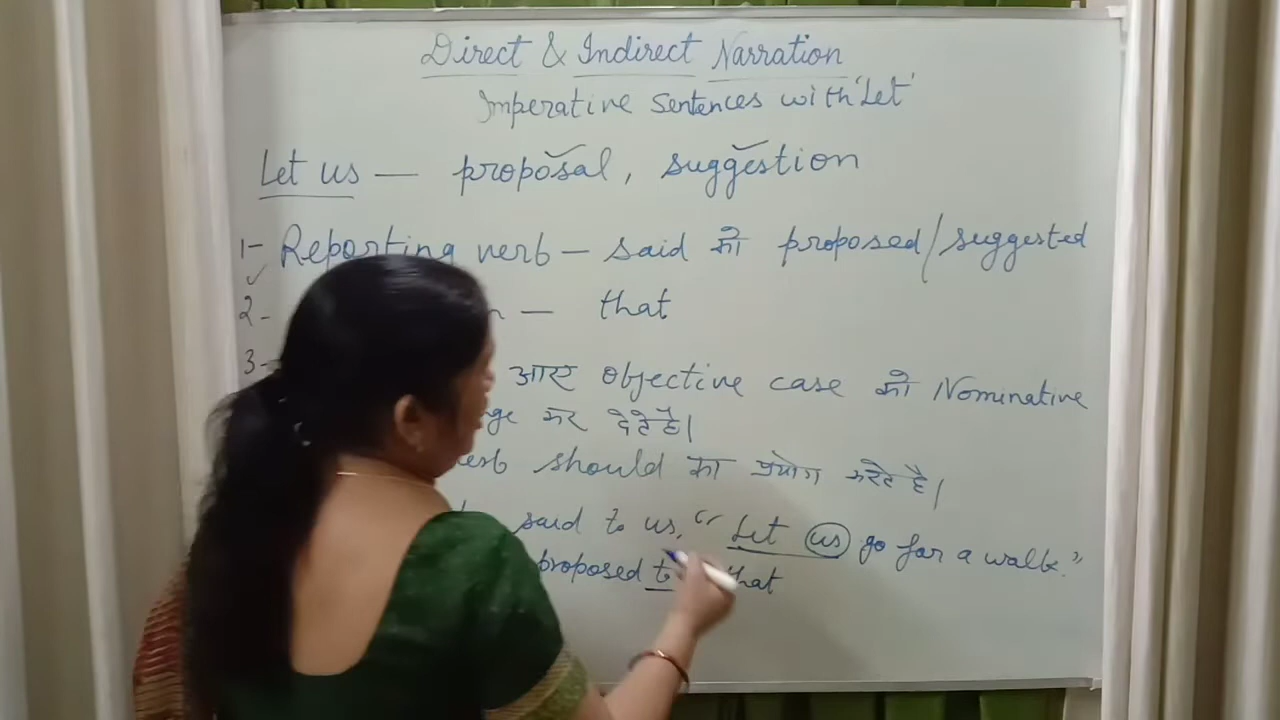 Direct & Indirect Narration
Imperative Sentences with 'Let'
Let us — proposal, suggestion
1- Reporting verb — said को proposed/suggested
2- — that
3- आए objective case को Nominative
कर देते है।
should का प्रयोग करते है।
said to us, "Let us go for a walk."
proposed to that